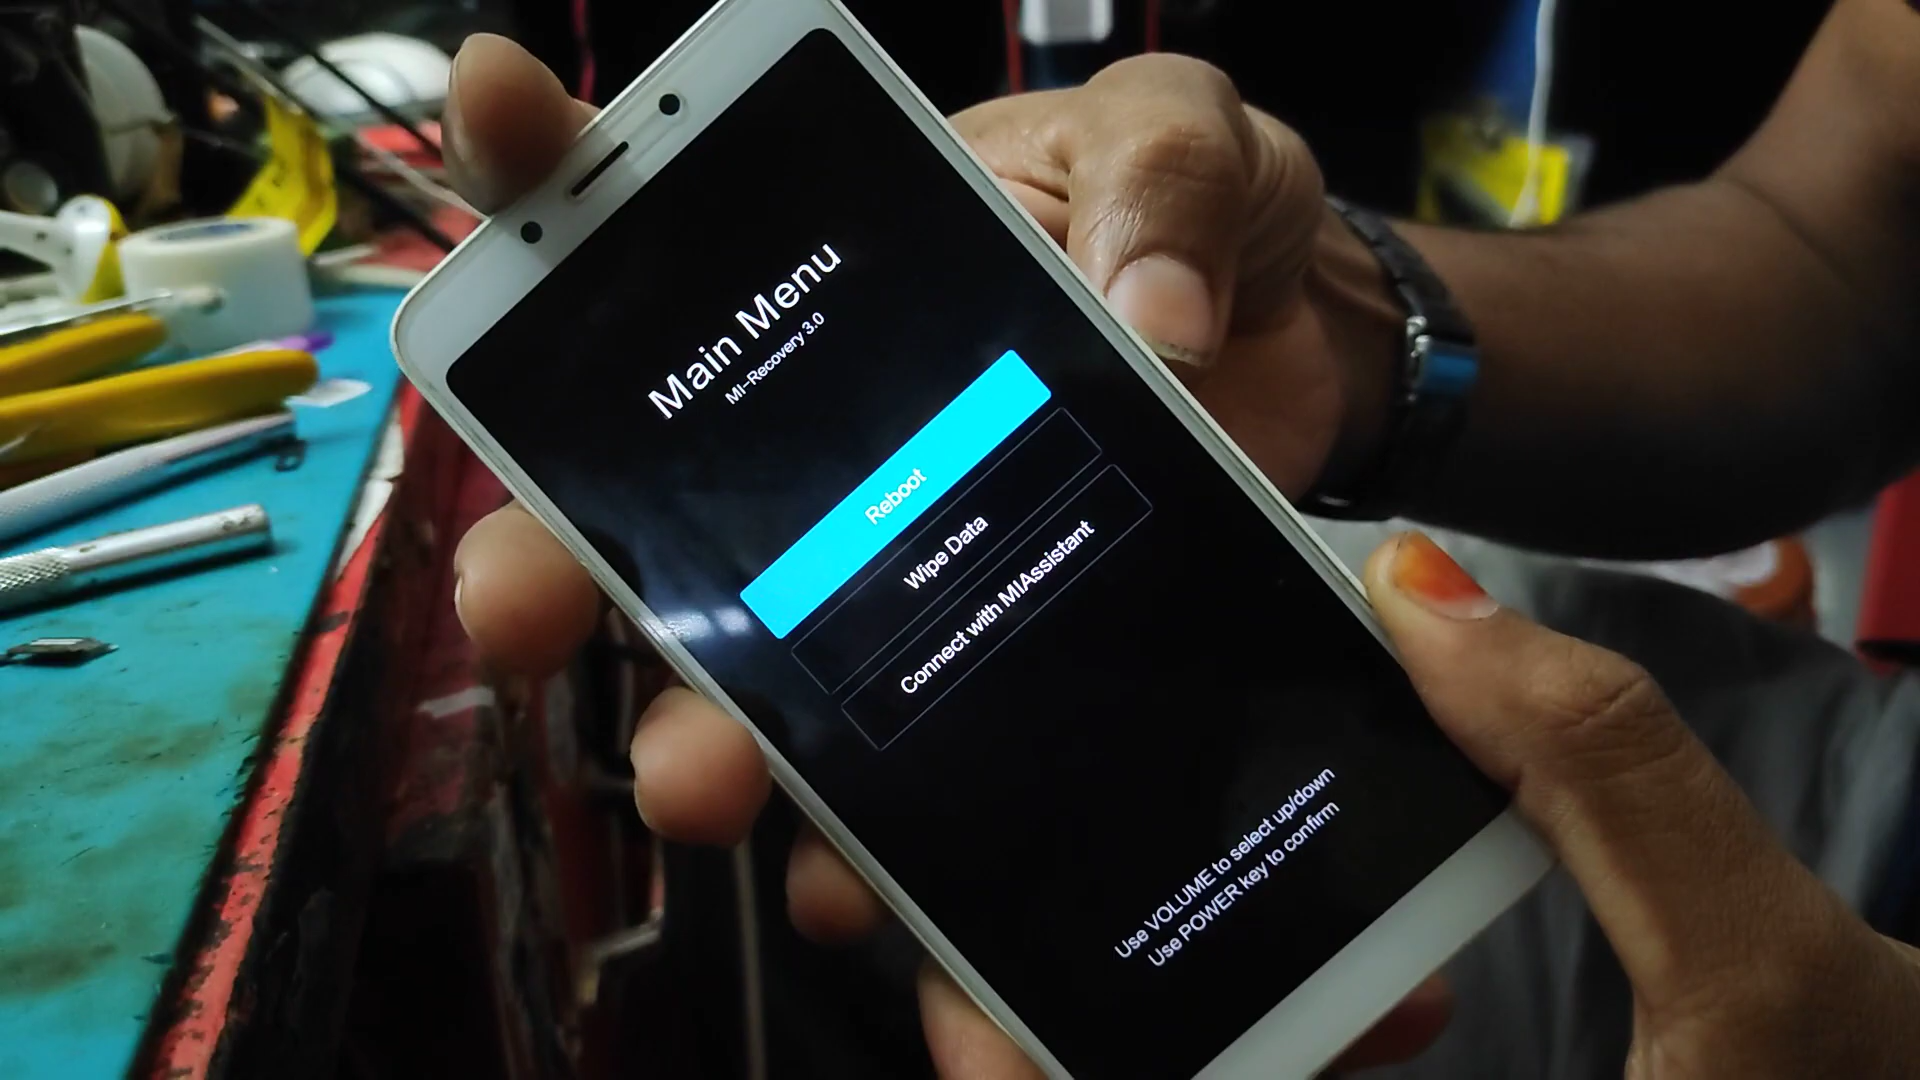 Main Menu
MI-Recovery 3.0
Reboot
Wipe Data
Connect with MIAssistant
Use VOLUME to select up/down
Use POWER key to confirm